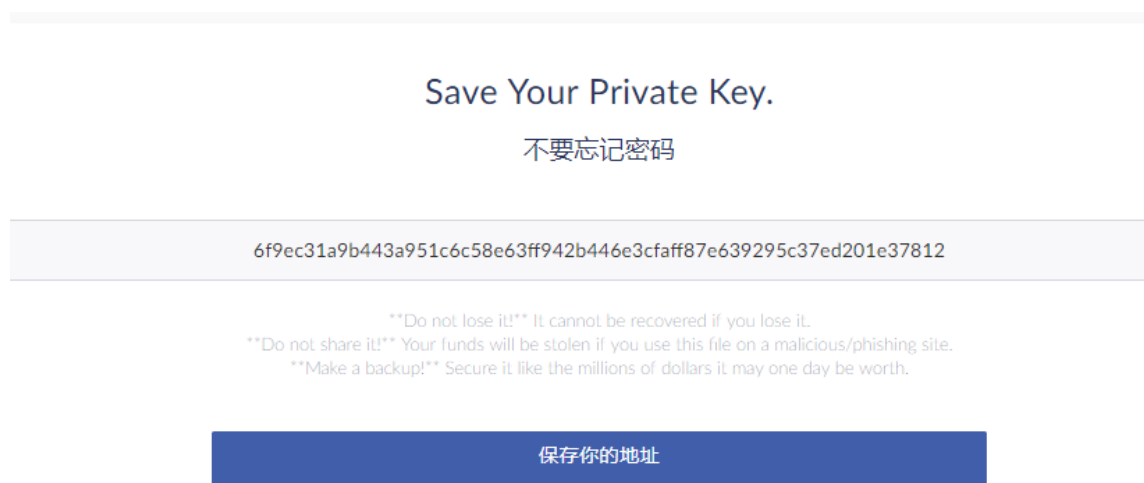 Save Your Private Key.
不要忘记密码
6f9ec31a9b443a951c6c58e63ff942b446e3cfaff87e639295c37ed201e37812
**Do not lose it!** It cannot be recovered if you lose it.
**Do not share it!** Your funds will be stolen if you use this file on a malicious/phishing site.
**Make a backup!** Secure it like the millions of dollars it may one day be worth.
保存你的地址